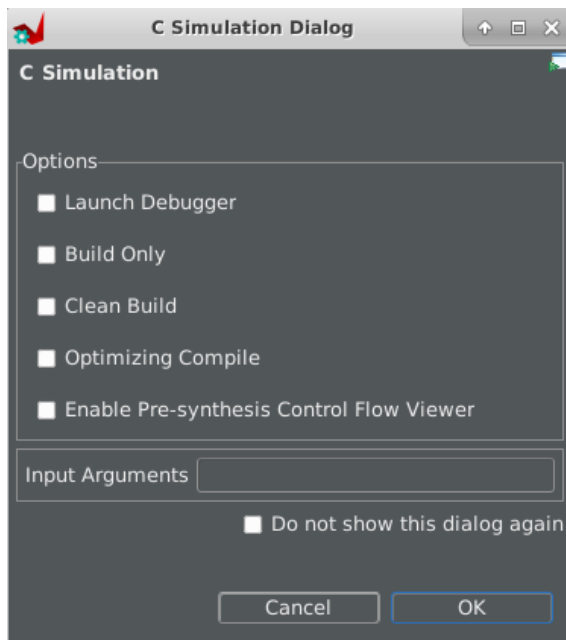 C Simulation Dialog
C Simulation
Options
Launch Debugger
Build Only
Clean Build
Optimizing Compile
Enable Pre-synthesis Control Flow Viewer
Input Arguments
Do not show this dialog again
Cancel OK